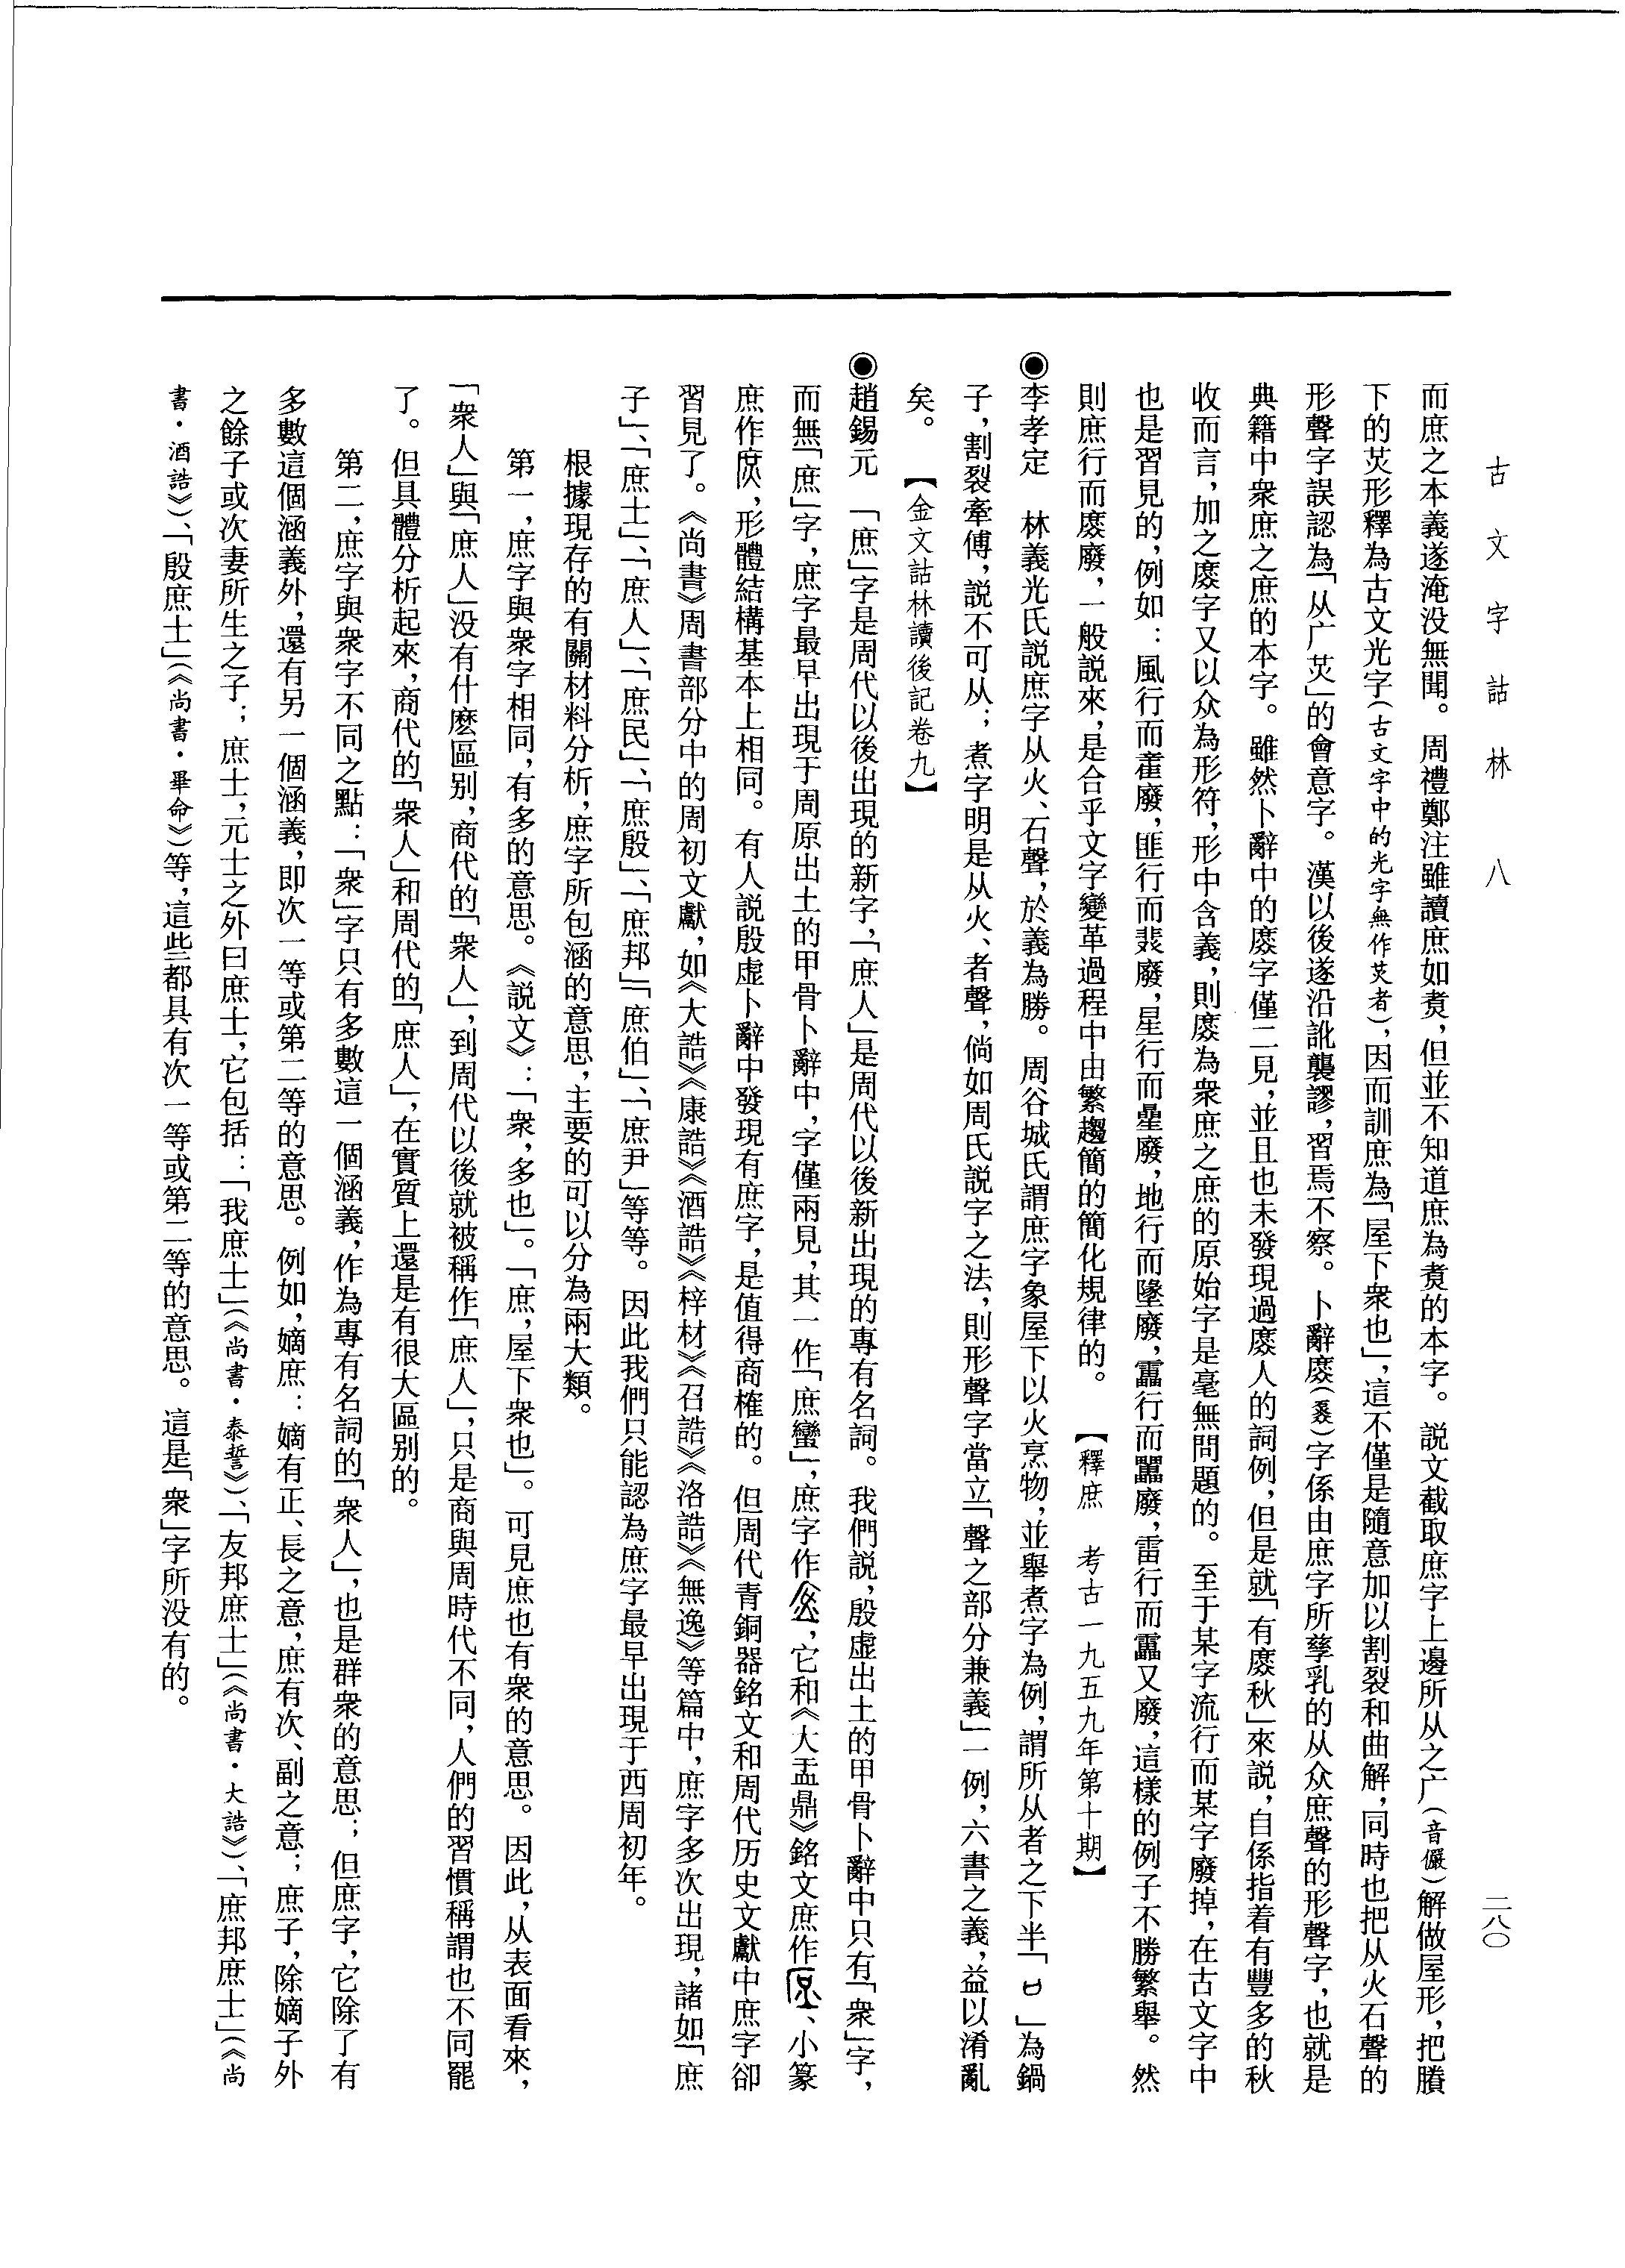 古文字詁林　八
二八〇
而庶之本義遂淹没無聞。周禮鄭注雖讀庶如煮，但並不知道庶為煮的本字。説文截取庶字上邊所从之广（音儼）解做屋形，把賸
下的炗形釋為古文光字（古文字中的光字無作炗者），因而訓庶為「屋下衆也」，這不僅是隨意加以割裂和曲解，同時也把从火石聲的
形聲字誤認為「从广炗」的會意字。漢以後遂沿訛襲謬，習焉不察。卜辭（）字係由庶字所孳乳的从众庶聲的形聲字，也就是
典籍中衆庶之庶的本字。雖然卜辭中的字僅二見，並且也未發現過人的詞例，但是就「有秋」來説，自係指着有豐多的秋
收而言，加之字又以众為形符，形中含義，則為衆庶之庶的原始字是毫無問題的。至于某字流行而某字廢掉，在古文字中
也是習見的，例如：風行而廢，匪行而廢，星行而曐廢，地行而墬廢，靁行而廢，雷行而靁又廢，這樣的例子不勝繁舉。然
則庶行而廢，一般説來，是合乎文字變革過程中由繁趨簡的簡化規律的。【釋庶　考古一九五九年第十期】
◉李孝定　林義光氏説庶字从火、石聲，於義為勝。周谷城氏謂庶字象屋下以火烹物，並舉煮字為例，謂所从者之下半「」為鍋
子，割裂牽傅，説不可从；煮字明是从火、者聲，倘如周氏説字之法，則形聲字當立「聲之部分兼義」一例，六書之義，益以淆亂
矣。【金文詁林讀後記卷九】
◉趙錫元　「庶」字是周代以後出現的新字，「庶人」是周代以後新出現的專有名詞。我們説，殷虚出土的甲骨卜辭中只有「衆」字，
而無「庶」字，庶字最早出現于周原出土的甲骨卜辭中，字僅兩見，其一作「庶蠻」，庶字作，它和《大盂鼎》銘文庶作、小篆
庶作，形體結構基本上相同。有人説殷虚卜辭中發現有庶字，是值得商榷的。但周代青銅器銘文和周代历史文獻中庶字卻
習見了。《尚書》周書部分中的周初文獻，如《大誥》《康誥》《酒誥》《梓材》《召誥》《洛誥》《無逸》等篇中，庶字多次出現，諸如「庶
子」、「庶士」、「庶人」、「庶民」、「庶殷」、「庶邦」「庶伯」、「庶尹」等等。因此我們只能認為庶字最早出現于西周初年。
根據現存的有關材料分析，庶字所包涵的意思，主要的可以分為兩大類。
第一，庶字與衆字相同，有多的意思。《説文》：「衆，多也」。「庶，屋下衆也」。可見庶也有衆的意思。因此，从表面看來，
「衆人」與「庶人」没有什麽區别，商代的「衆人」，到周代以後就被稱作「庶人」，只是商與周時代不同，人們的習慣稱謂也不同罷
了。但具體分析起來，商代的「衆人」和周代的「庶人」，在實質上還是有很大區别的。
第二，庶字與衆字不同之點：「衆」字只有多數這一個涵義，作為專有名詞的「衆人」，也是群衆的意思；但庶字，它除了有
多數這個涵義外，還有另一個涵義，即次一等或第二等的意思。例如，嫡庶：嫡有正、長之意，庶有次、副之意；庶子，除嫡子外
之餘子或次妻所生之子；庶士，元士之外曰庶士，它包括：「我庶士」（《尚書·泰誓》）、「友邦庶士」（《尚書·大誥》）、「庶邦庶士」（《尚
書·酒誥》）、「殷庶士」（《尚書·畢命》）等，這些都具有次一等或第二等的意思。這是「衆」字所没有的。